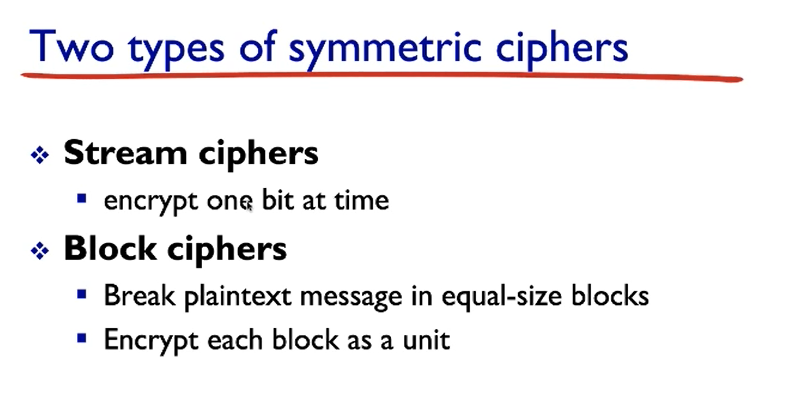 Two types of symmetric ciphers
Stream ciphers
encrypt one bit at time
Block ciphers
Break plaintext message in equal-size blocks
Encrypt each block as a unit